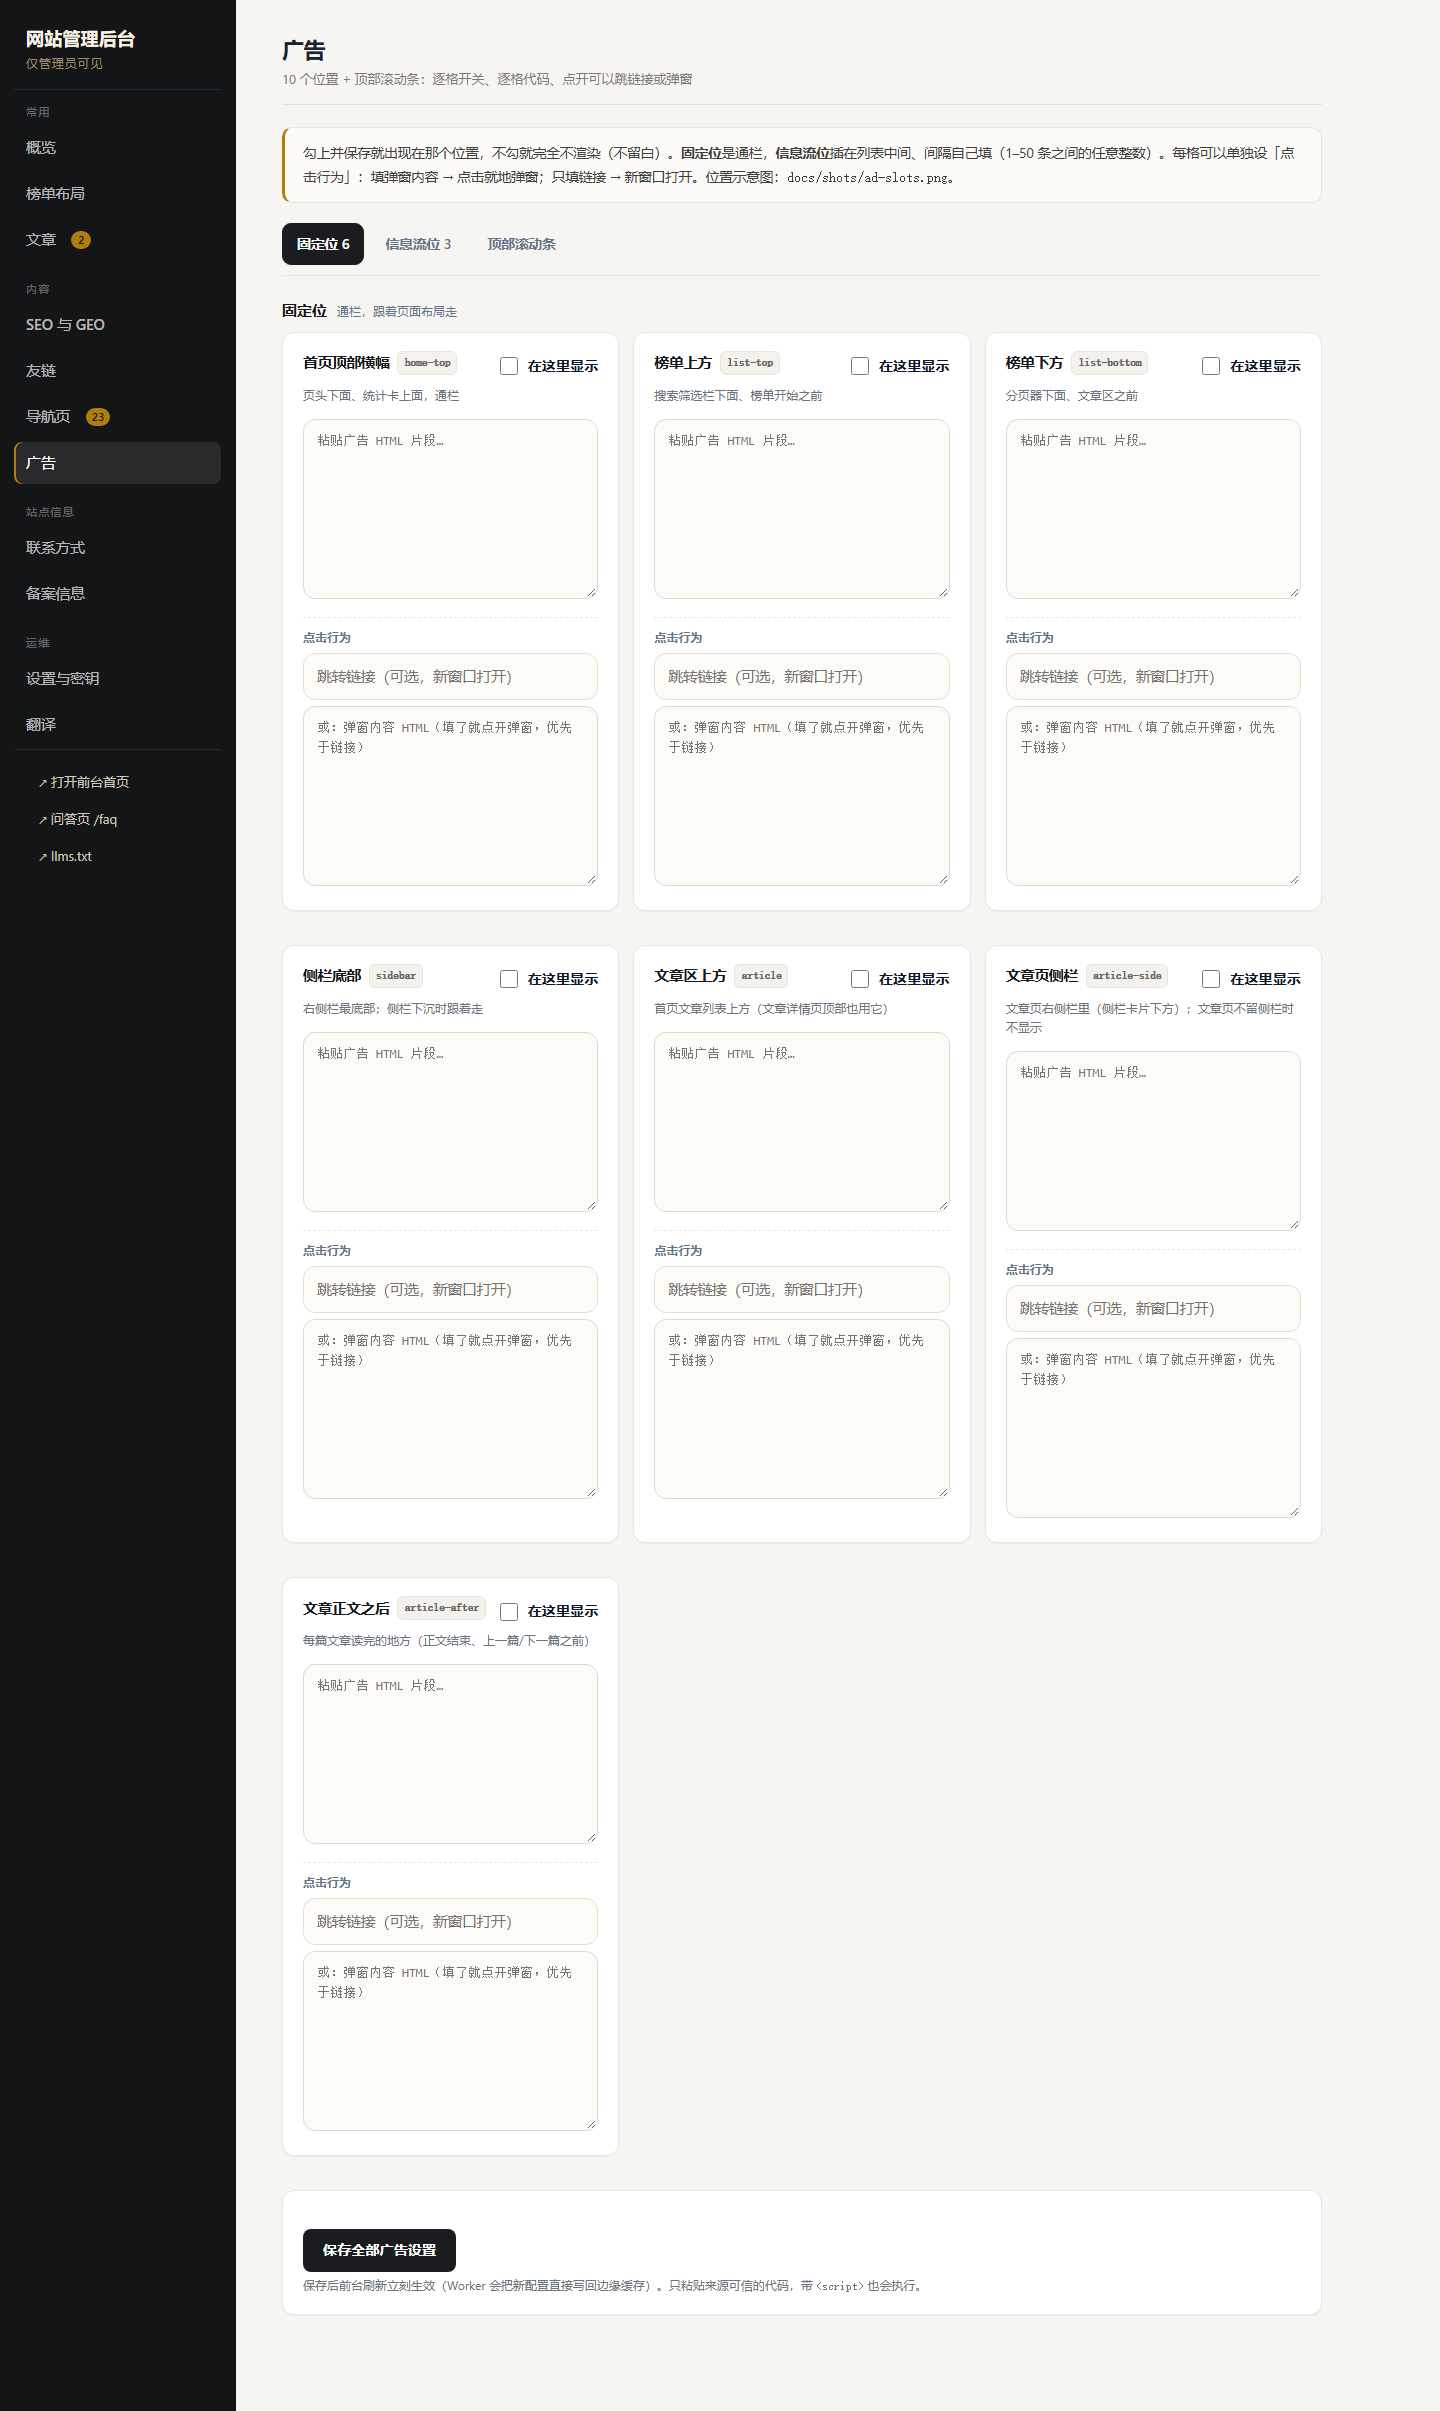 网站管理后台
仅管理员可见
常用
概览
榜单布局
文章 2
内容
SEO 与 GEO
友链
导航页 23
广告
站点信息
联系方式
备案信息
运维
设置与密钥
翻译
↗ 打开前台首页
↗ 问答页 /faq
↗ llms.txt
广告
10 个位置 + 顶部滚动条：逐格开关、逐格代码、点开可以跳链接或弹窗
勾上并保存就出现在那个位置，不勾就完全不渲染（不留白）。固定位是通栏，信息流位插在列表中间、间隔自己填（1–50 条之间的任意整数）。每格可以单独设「点
击行为」：填弹窗内容 → 点击就地弹窗；只填链接 → 新窗口打开。位置示意图：docs/shots/ad-slots.png。
固定位 6 信息流位 3 顶部滚动条
固定位 通栏，跟着页面布局走
首页顶部横幅 home-top 在这里显示
页头下面、统计卡上面，通栏
粘贴广告 HTML 片段…
点击行为
跳转链接（可选，新窗口打开）
或：弹窗内容 HTML（填了就点开弹窗，优先
于链接）
榜单上方 list-top 在这里显示
搜索筛选栏下面、榜单开始之前
粘贴广告 HTML 片段…
点击行为
跳转链接（可选，新窗口打开）
或：弹窗内容 HTML（填了就点开弹窗，优先
于链接）
榜单下方 list-bottom 在这里显示
分页器下面、文章区之前
粘贴广告 HTML 片段…
点击行为
跳转链接（可选，新窗口打开）
或：弹窗内容 HTML（填了就点开弹窗，优先
于链接）
侧栏底部 sidebar 在这里显示
右侧栏最底部；侧栏下沉时跟着走
粘贴广告 HTML 片段…
点击行为
跳转链接（可选，新窗口打开）
或：弹窗内容 HTML（填了就点开弹窗，优先
于链接）
文章区上方 article 在这里显示
首页文章列表上方（文章详情页顶部也用它）
粘贴广告 HTML 片段…
点击行为
跳转链接（可选，新窗口打开）
或：弹窗内容 HTML（填了就点开弹窗，优先
于链接）
文章页侧栏 article-side 在这里显示
文章页右侧栏里（侧栏卡片下方）；文章页不留侧栏时
不显示
粘贴广告 HTML 片段…
点击行为
跳转链接（可选，新窗口打开）
或：弹窗内容 HTML（填了就点开弹窗，优先
于链接）
文章正文之后 article-after 在这里显示
每篇文章读完的地方（正文结束、上一篇/下一篇之前）
粘贴广告 HTML 片段…
点击行为
跳转链接（可选，新窗口打开）
或：弹窗内容 HTML（填了就点开弹窗，优先
于链接）
保存全部广告设置
保存后前台刷新立刻生效（Worker 会把新配置直接写回边缘缓存）。只粘贴来源可信的代码，带 <script> 也会执行。